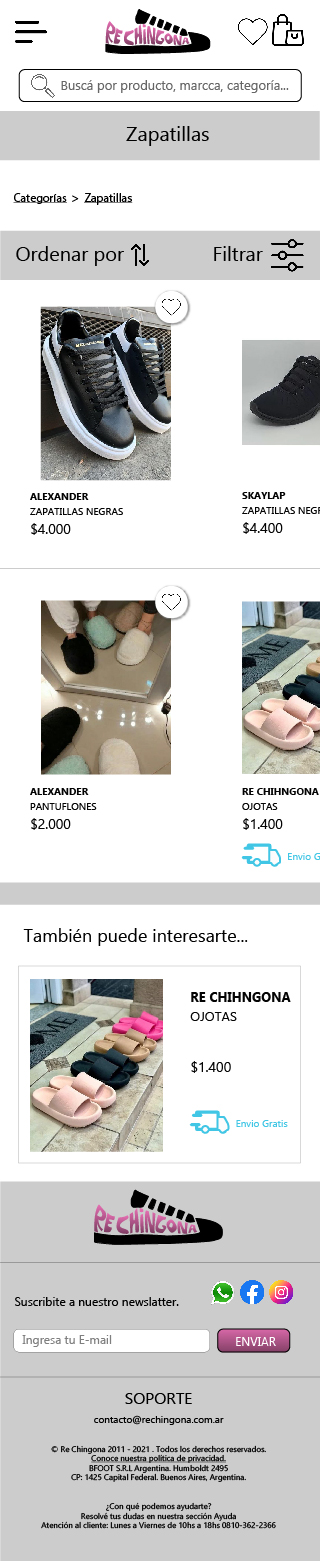 RE CHINGONA
Buscá por producto, marcca, categoría...
Zapatillas
Categorías > Zapatillas
Ordenar por
Filtrar
ALEXANDER
ZAPATILLAS NEGRAS
$4.000
SKAYLAP
ZAPATILLAS NEGR
$4.400
ALEXANDER
PANTUFLONES
$2.000
HOME
RE CHIHNGONA
OJOTAS
$1.400
Envio G
También puede interesarte...
RE CHIHNGONA
OJOTAS
$1.400
Envio Gratis
RE CHINGONA
Suscribite a nuestro newslatter.
Ingresa tu E-mail
ENVIAR
SOPORTE
contacto@rechingona.com.ar
© Re Chingona 2011 - 2021 . Todos los derechos reservados.
Conoce nuestra política de privacidad.
BFOOT S.R.L Argentina. Humboldt 2495
CP: 1425 Capital Federal. Buenos Aires, Argentina.
¿Con qué podemos ayudarte?
Resolvé tus dudas en nuestra sección Ayuda
Atención al cliente: Lunes a Viernes de 10hs a 18hs 0810-362-2366